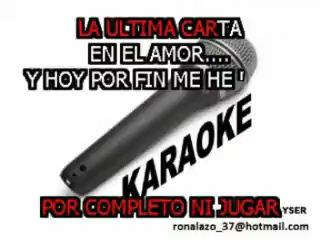 LA ULTIMA CARTA
EN EL AMOR....
Y HOY POR FIN ME HE '
KARAOKE
POR COMPLETO NI JUGAR
YSER
ronalazo_37@hotmail.com